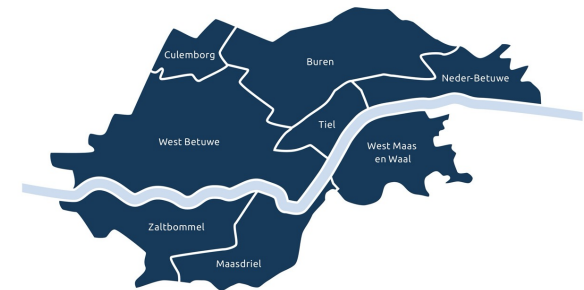 Culemborg
Buren
Neder-Betuwe
Tiel
West Betuwe
West Maas
en Waal
Zaltbommel
Maasdriel